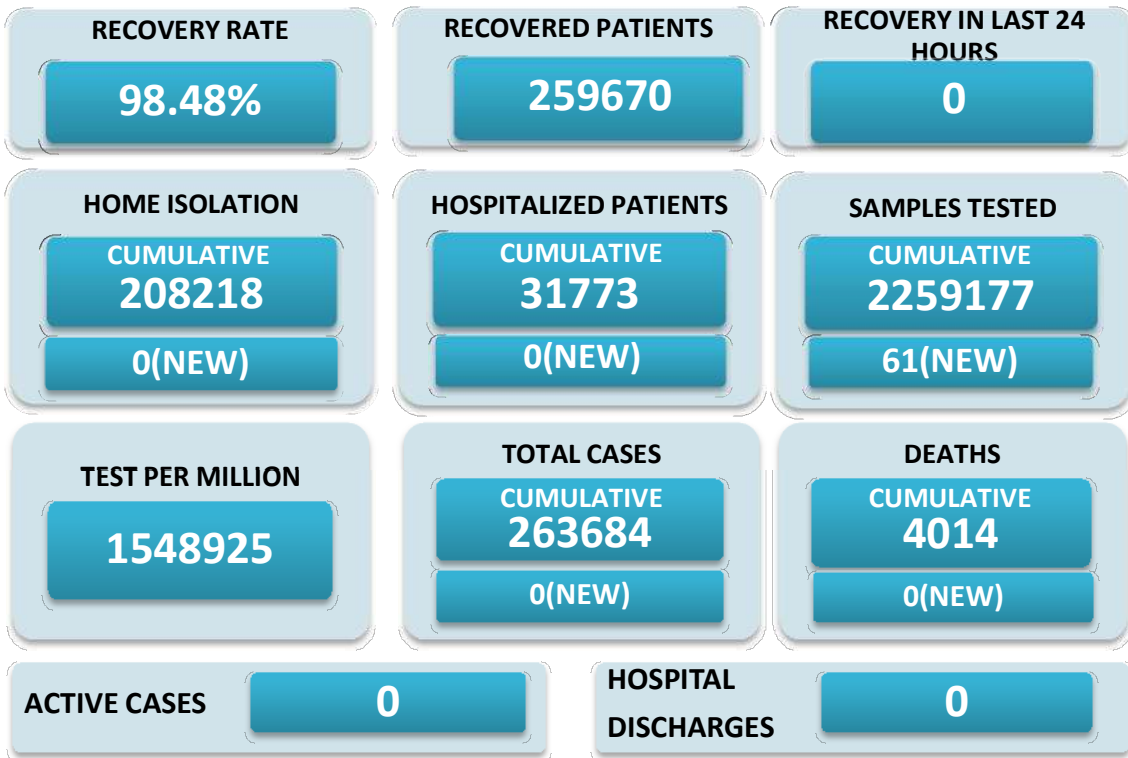 RECOVERY RATE
98.48%
RECOVERED PATIENTS
259670
RECOVERY IN LAST 24
HOURS
0
HOME ISOLATION
CUMULATIVE
208218
0(NEW)
HOSPITALIZED PATIENTS
CUMULATIVE
31773
0(NEW)
SAMPLES TESTED
CUMULATIVE
2259177
61(NEW)
TEST PER MILLION
1548925
TOTAL CASES
CUMULATIVE
263684
0(NEW)
DEATHS
CUMULATIVE
4014
0(NEW)
ACTIVE CASES
0
HOSPITAL
DISCHARGES
0